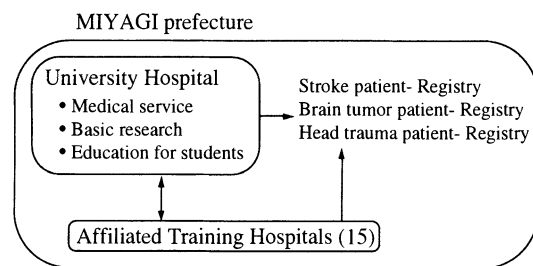 MIYAGI prefecture
University Hospital
• Medical service
• Basic research
• Education for students
Stroke patient- Registry
Brain tumor patient- Registry
Head trauma patient- Registry
Affiliated Training Hospitals (15)